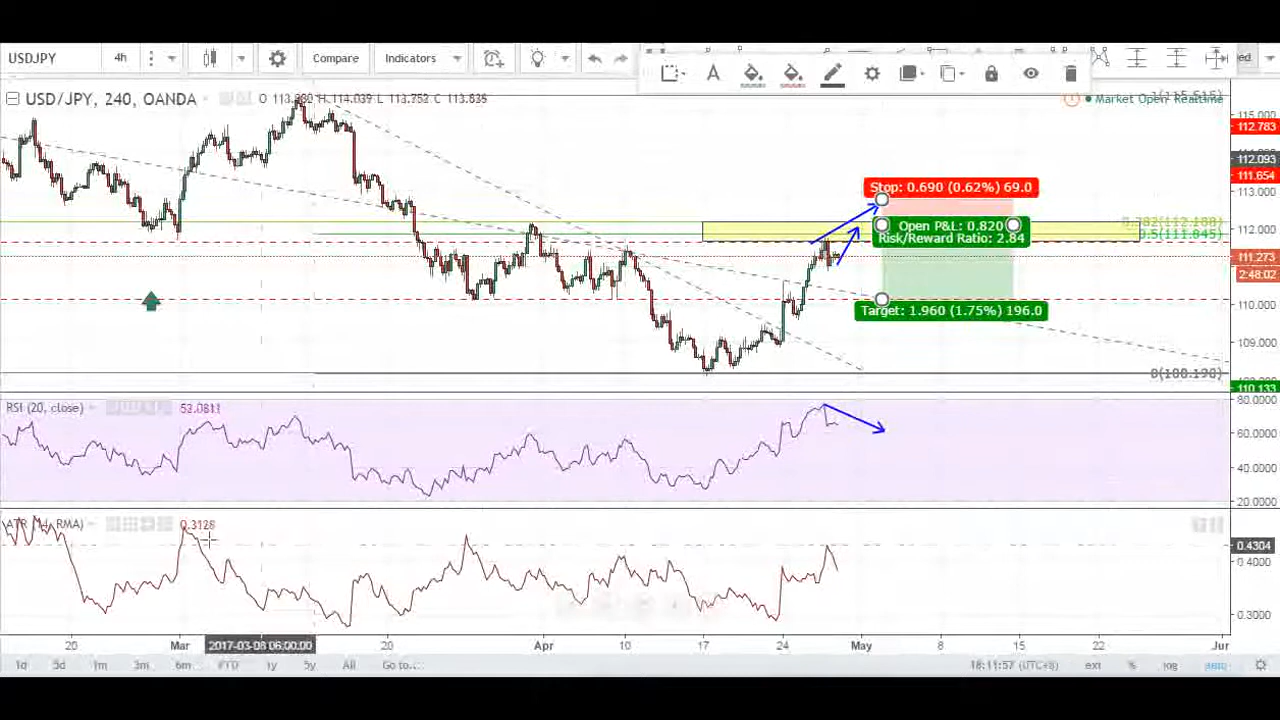 USDJPY 4h Compare Indicators
USD/JPY, 240, OANDA O 113.882 H 114.039 L 113.752 C 113.835
Market Open Realtime
115.000
112.783
112.093
111.654
113.000
112.000
111.273
2:48:02
110.000
109.000
110.133
Stop: 0.690 (0.62%) 69.0
Open P&L: 0.820
Risk/Reward Ratio: 2.84
Target: 1.960 (1.75%) 196.0
0.5(111.845)
0(108.190)
RSI (20, close) 53.0811
80.0000
60.0000
40.0000
20.0000
ATR (14, RMA) 0.3128
0.4304
0.4000
0.3000
20 Mar 2017-03-08 06:00:00 20 Apr 10 17 24 May 8 15 22 Jun
1d 5d 1m 3m 6m YTD 1y 5y All Go to... 18:11:57 (UTC+8) ext % log auto